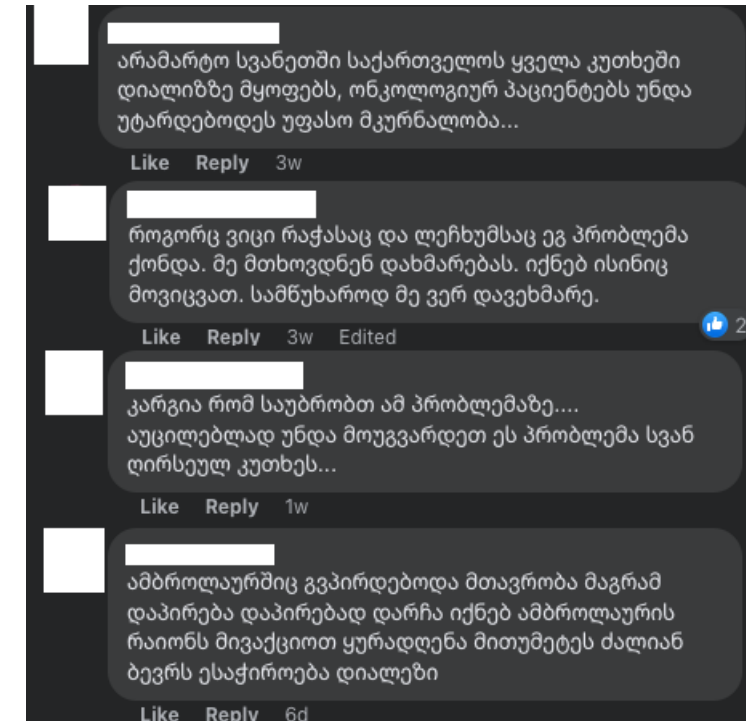 არამარტო სვანეთში საქართველოს ყველა კუთხეში
დიალიზზე მყოფებს, ონკოლოგიურ პაციენტებს უნდა
უტარდებოდეს უფასო მკურნალობა...
Like Reply 3w
როგორც ვიცი რაჭასაც და ლეჩხუმსაც ეგ პრობლემა
ქონდა. მე მთხოვდნენ დახმარებას. იქნებ ისინიც
მოვიცვათ. სამწუხაროდ მე ვერ დავეხმარე.
2
Like Reply 3w Edited
კარგია რომ საუბრობთ ამ პრობლემაზე....
აუცილებლად უნდა მოუგვარდეთ ეს პრობლემა სვან
ღირსეულ კუთხეს...
Like Reply 1w
ამბროლაურშიც გვპირდებოდა მთავრობა მაგრამ
დაპირება დაპირებად დარჩა იქნებ ამბროლაურის
რაიონს მივაქციოთ ყურადღენა მითუმეტეს ძალიან
ბევრს ესაჭიროება დიალეზი
Like Reply 6d